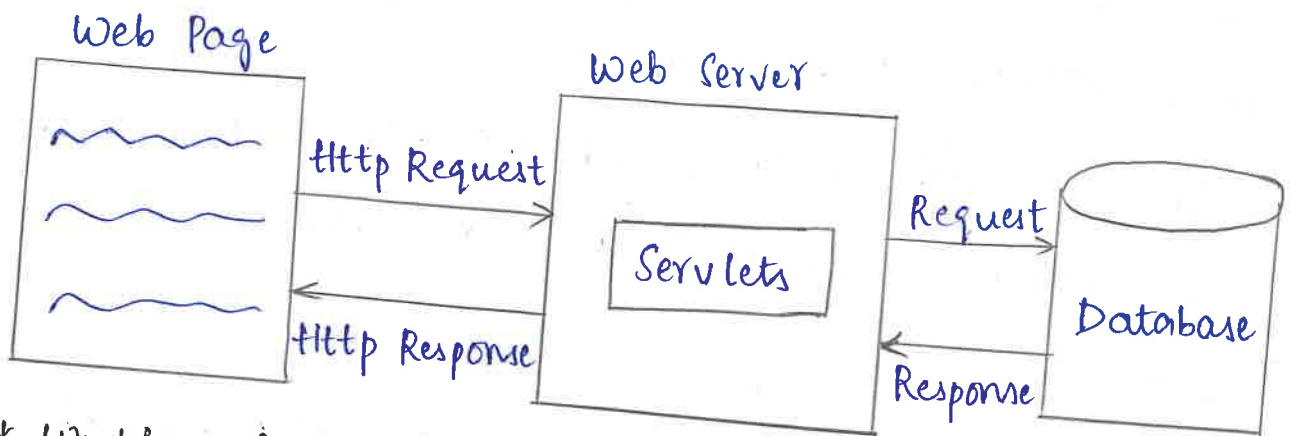 Web Page
Web Server
Http Request
Request
Servlets
Database
Http Response
Response